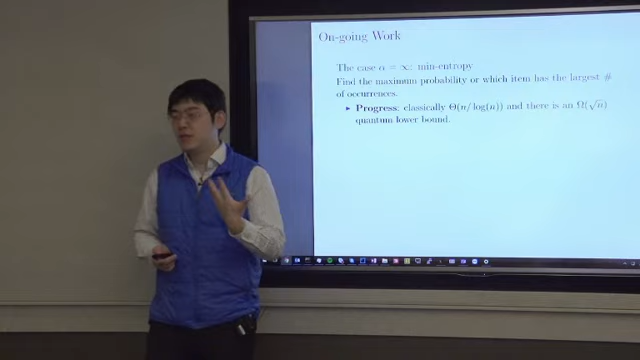 On-going Work
The case α = ∞: min-entropy
Find the maximum probability or which item has the largest #
of occurrences.
▸ Progress: classically Θ(n/ log(n)) and there is an Ω(√n)
quantum lower bound.